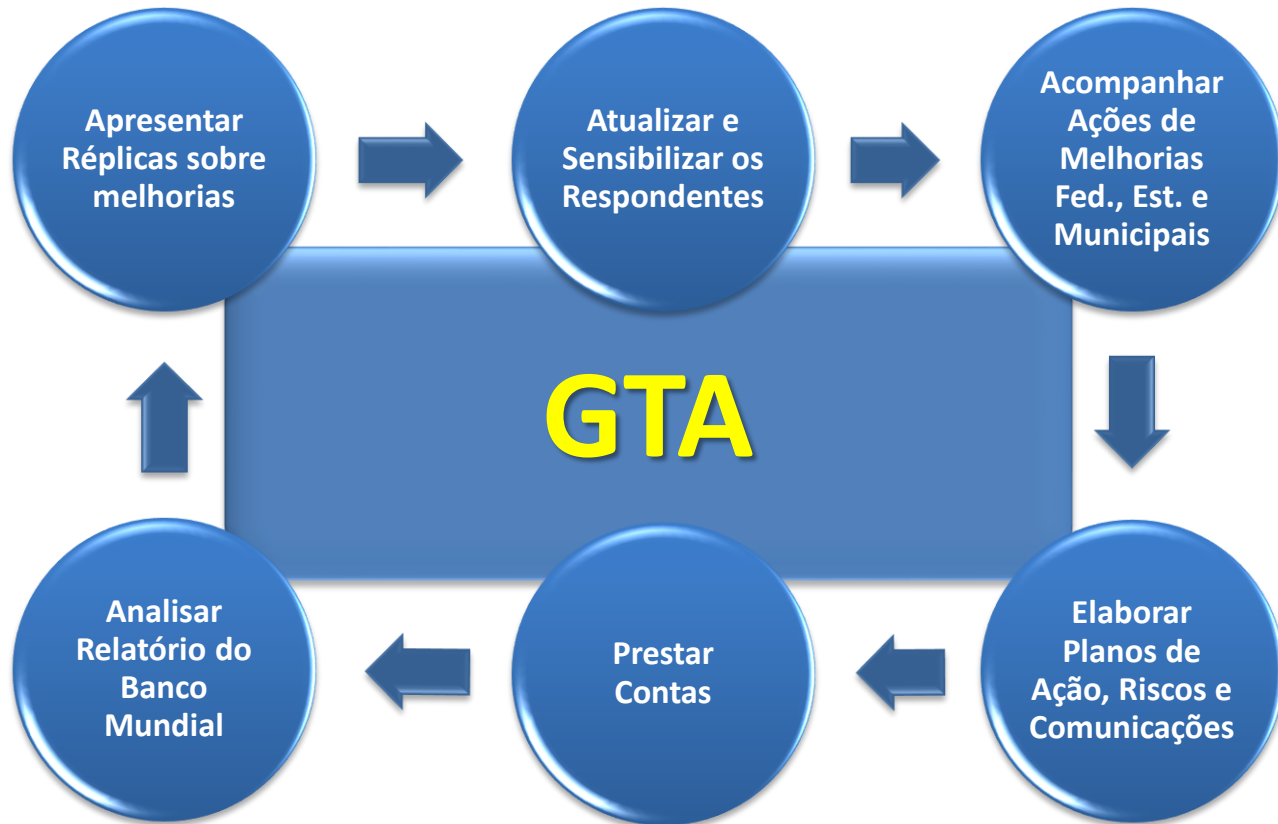 Apresentar
Réplicas sobre
melhorias
Atualizar e
Sensibilizar os
Respondentes
Acompanhar
Ações de
Melhorias
Fed., Est. e
Municipais
GTA
Analisar
Relatório do
Banco
Mundial
Prestar
Contas
Elaborar
Planos de
Ação, Riscos e
Comunicações